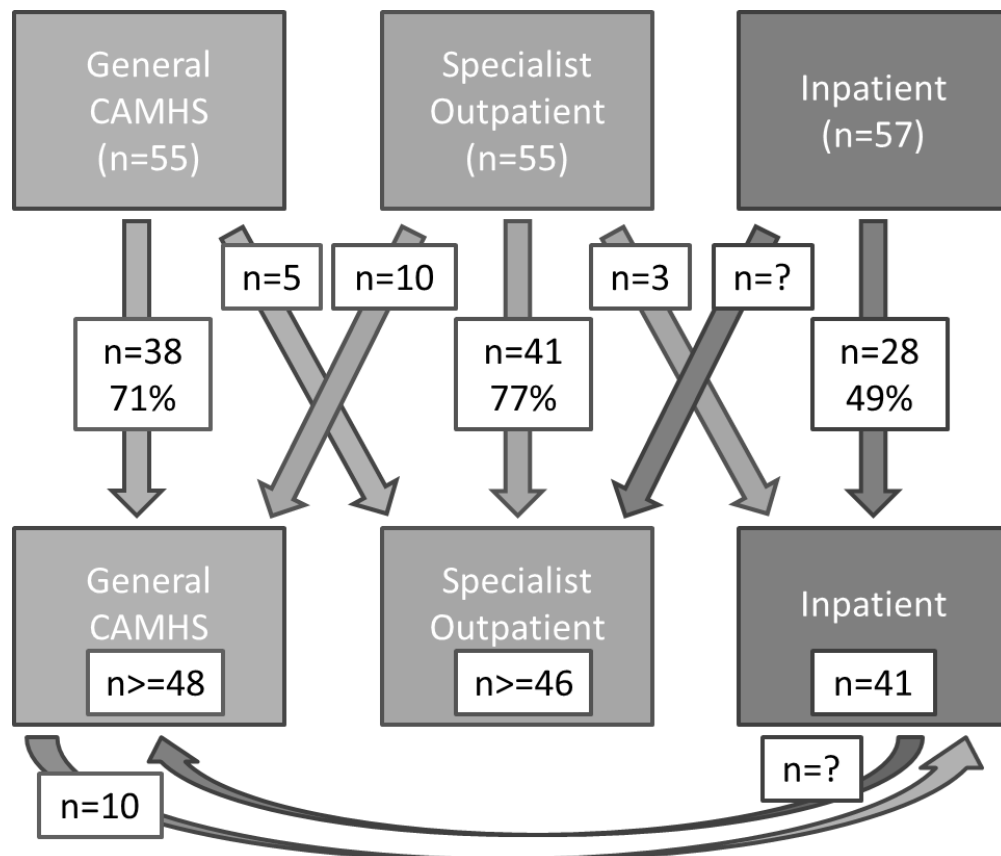 General
CAMHS
(n=55)
Specialist
Outpatient
(n=55)
Inpatient
(n=57)
n=5
n=10
n=3
n=?
n=38
71%
n=41
77%
n=28
49%
General
CAMHS
n>=48
Specialist
Outpatient
n>=46
Inpatient
n=41
n=10
n=?